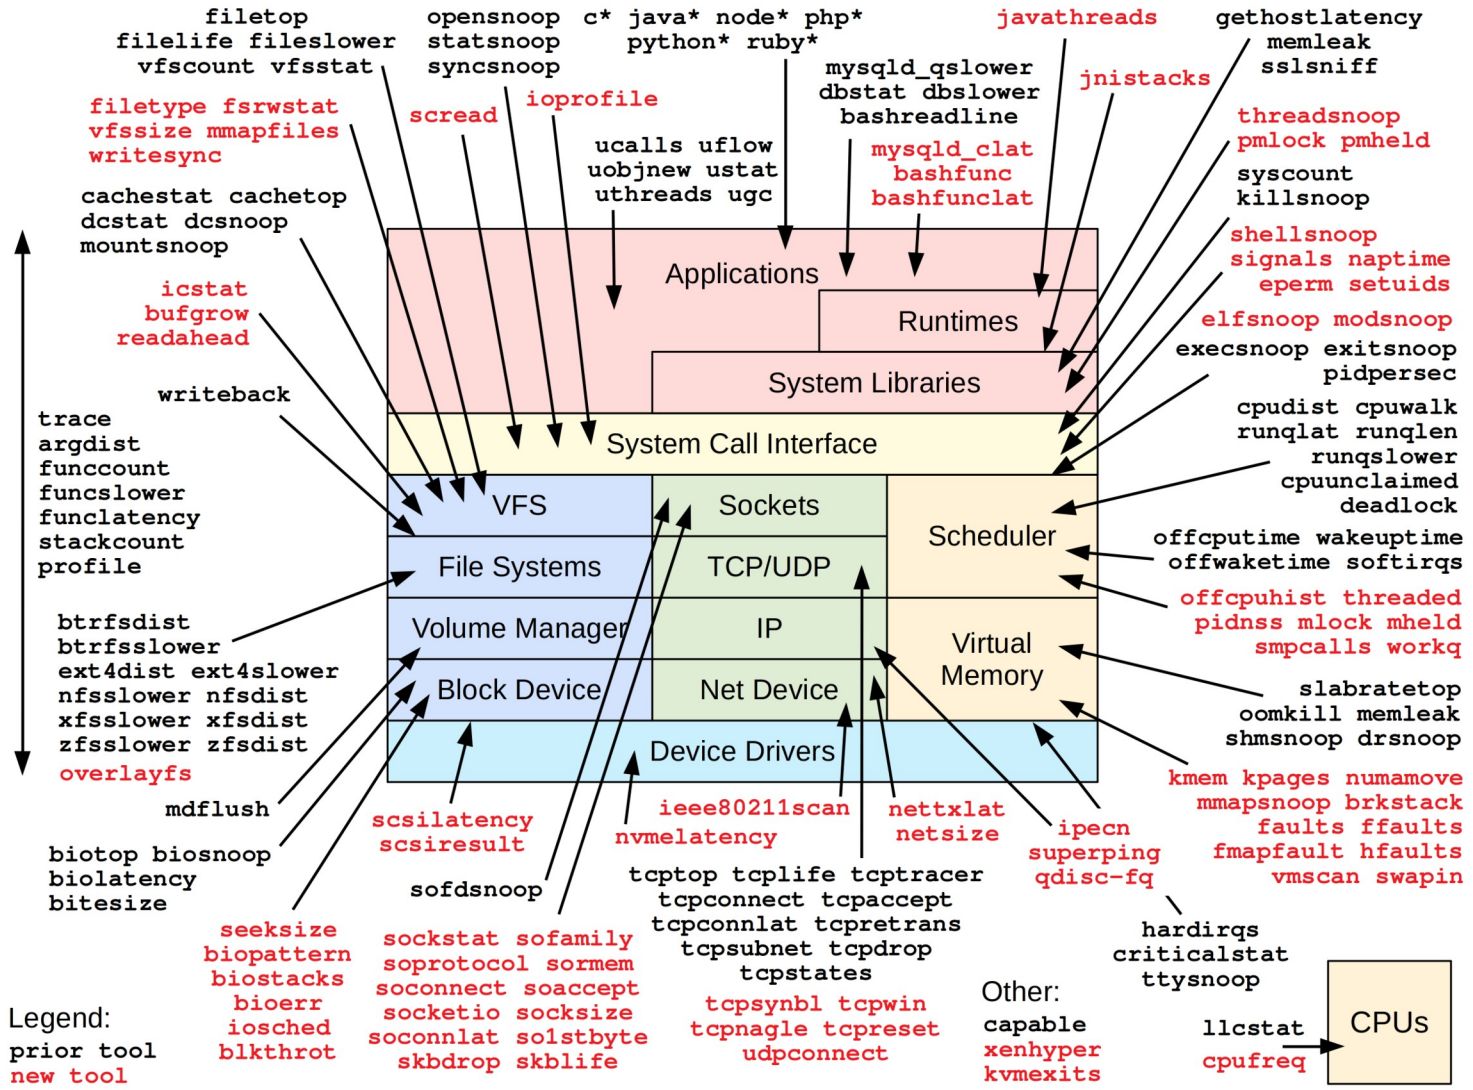 filetop
filelife fileslower
vfscount vfsstat
filetype fsrwstat
vfssize mmapfiles
writesync
cachestat cachetop
dcstat dcsnoop
mountsnoop
icstat
bufgrow
readahead
writeback
trace
argdist
funccount
funcslower
funclatency
stackcount
profile
btrfsdist
btrfsslower
ext4dist ext4slower
nfsslower nfsdist
xfsslower xfsdist
zfsslower zfsdist
overlayfs
mdflush
biotop biosnoop
biolatency
bitesize
seeksize
biopattern
biostacks
bioerr
iosched
blkthrot
Legend:
prior tool
new tool
opensnoop
statsnoop
syncsnoop
scread
ioprofile
c* java* node* php*
python* ruby*
ucalls uflow
uobjnew ustat
uthreads ugc
mysqld_qslower
dbstat dbslower
bashreadline
mysqld_clat
bashfunc
bashfunclat
javathreads
jnistacks
gethostlatency
memleak
sslsniff
threadsnoop
pmlock pmheld
syscount
killsnoop
shellsnoop
signals naptime
eperm setuids
elfsnoop modsnoop
execsnoop exitsnoop
pidpersec
cpudist cpuwalk
runqlat runqlen
runqslower
cpuunclaimed
deadlock
offcputime wakeuptime
offwaketime softirqs
offcpuhist threaded
pidnss mlock mheld
smpcalls workq
slabratetop
oomkill memleak
shmsnoop drsnoop
kmem kpages numamove
mmapsnoop brkstack
faults ffaults
fmapfault hfaults
vmscan swapin
Applications
Runtimes
System Libraries
System Call Interface
VFS
Sockets
Scheduler
File Systems
TCP/UDP
Volume Manager
IP
Virtual
Memory
Block Device
Net Device
Device Drivers
scsilatency
scsiresult
nvmelatency
ieee80211scan
nettxlat
netsize
ipecn
superping
qdisc-fq
sofdsnoop
sockstat sofamily
soprotocol sormem
soconnect soaccept
socketio socksize
soconnlat so1stbyte
skbdrop skblife
tcptop tcplife tcptracer
tcpconnect tcpaccept
tcpconnlat tcpretrans
tcpsubnet tcpdrop
tcpstates
tcpsynbl tcpwin
tcpnagle tcpreset
udpconnect
hardirqs
criticalstat
ttysnoop
Other:
capable
xenhyper
kvmexits
llcstat
cpufreq
CPUs